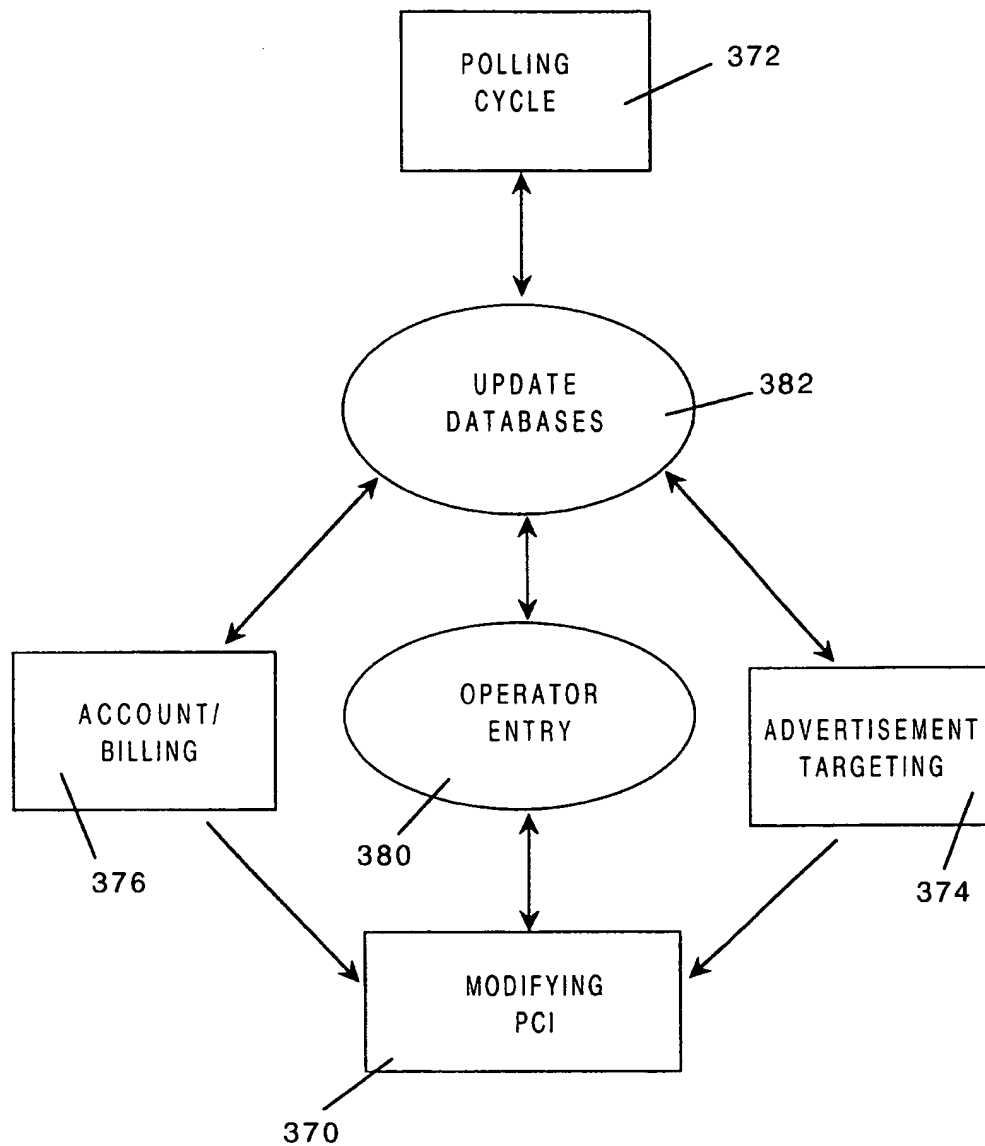 POLLING
CYCLE
372
UPDATE
DATABASES
382
ACCOUNT/
BILLING
376
OPERATOR
ENTRY
380
ADVERTISEMENT
TARGETING
374
MODIFYING
PCI
370